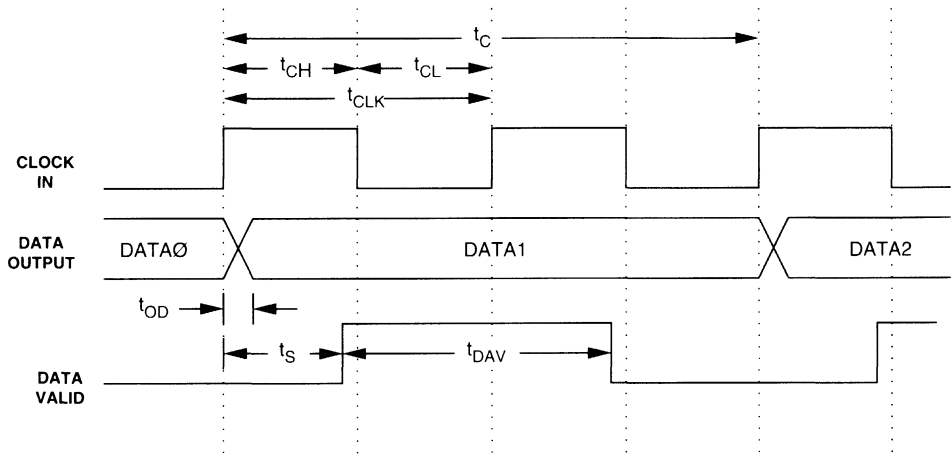 tC
tCH
tCL
tCLK
CLOCK
IN
DATA
OUTPUT
DATAØ
DATA1
DATA2
tOD
tS
tDAV
DATA
VALID